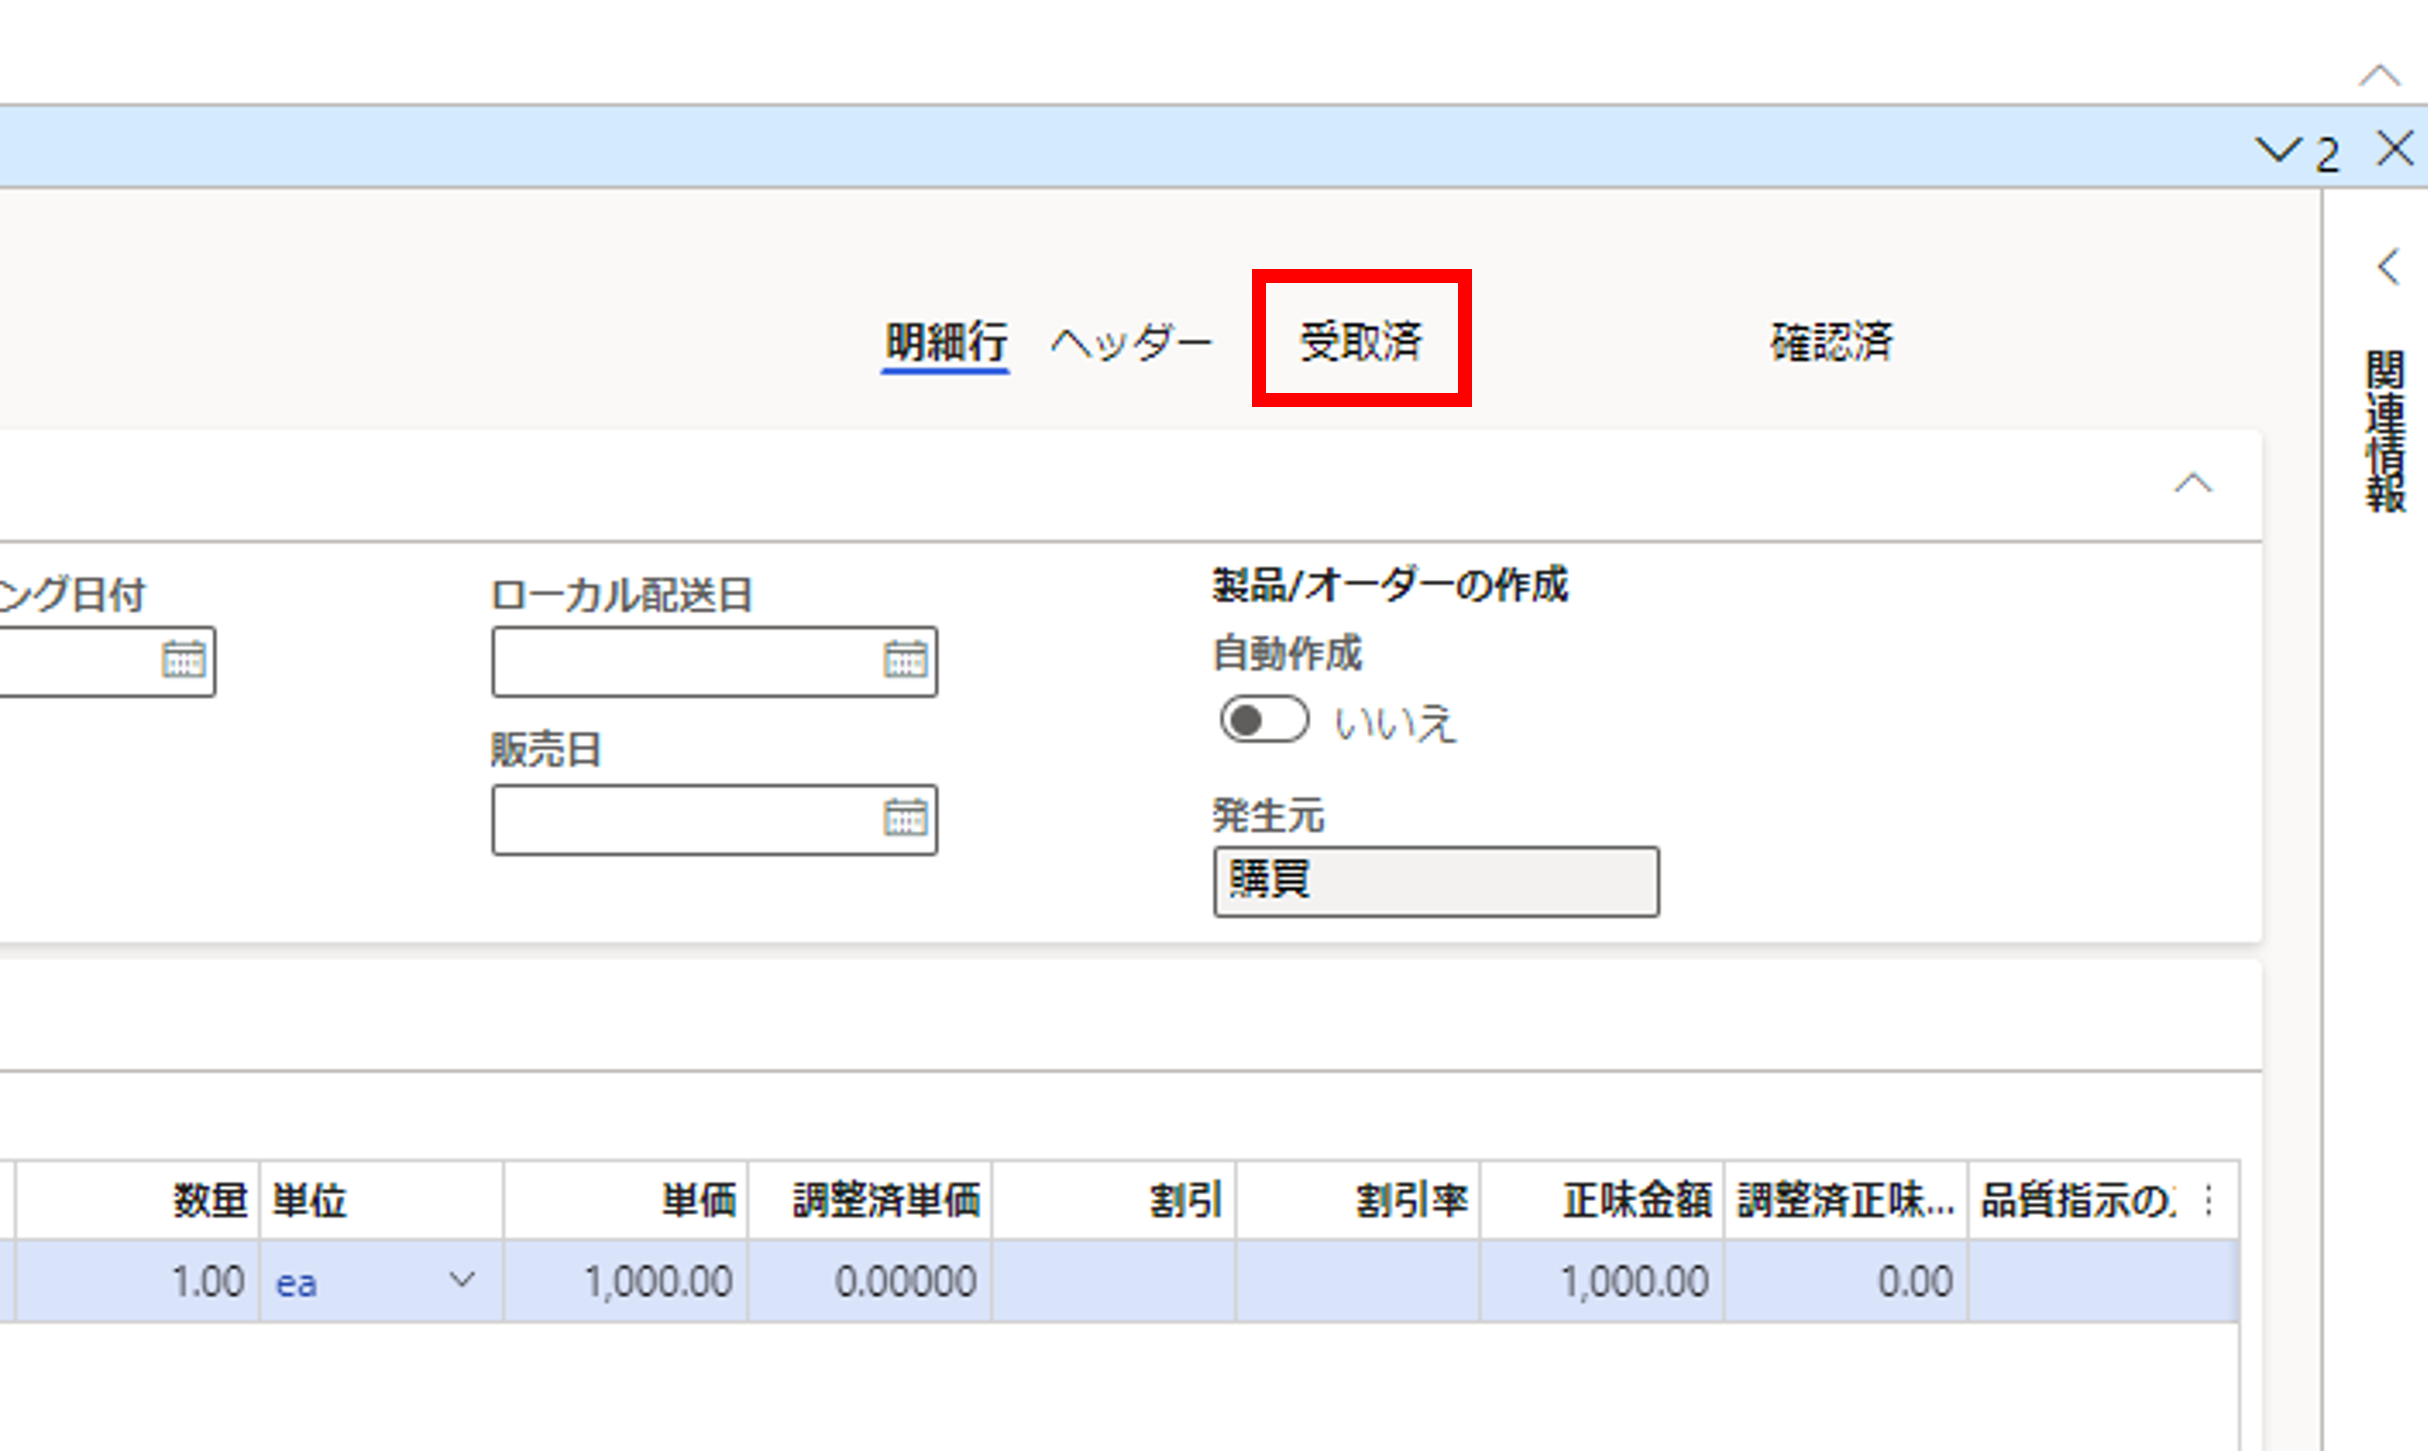 2
明細行 ヘッダー 受取済 確認済
関連情報
ング日付
ローカル配送日
販売日
製品/オーダーの作成
自動作成
いいえ
発生元
購買
数量 単位 単価 調整済単価 割引 割引率 正味金額 調整済正味... 品質指示の
1.00 ea 1,000.00 0.00000 1,000.00 0.00